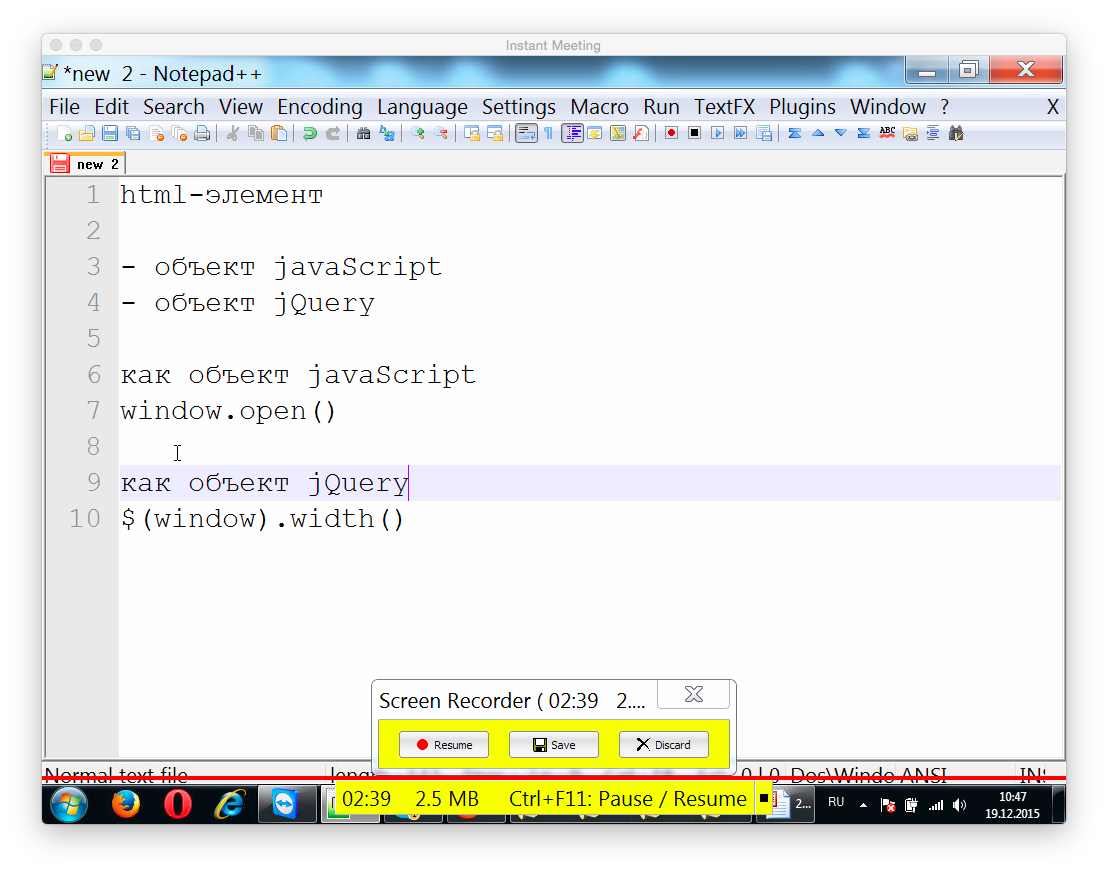 Instant Meeting
*new 2 - Notepad++
File Edit Search View Encoding Language Settings Macro Run TextFX Plugins Window ? X
ABC
new 2
1 html-элемент
2
3 - объект javaScript
4 - объект jQuery
5
6 как объект javaScript
7 window.open()
8
9 как объект jQuery
10 $(window).width()
Screen Recorder ( 02:39 2....
Resume Save Discard
Normal text file 0 | 0 Dos\Windo ANSI
02:39 2.5 MB Ctrl+F11: Pause / Resume
2... RU 10:47
19.12.2015